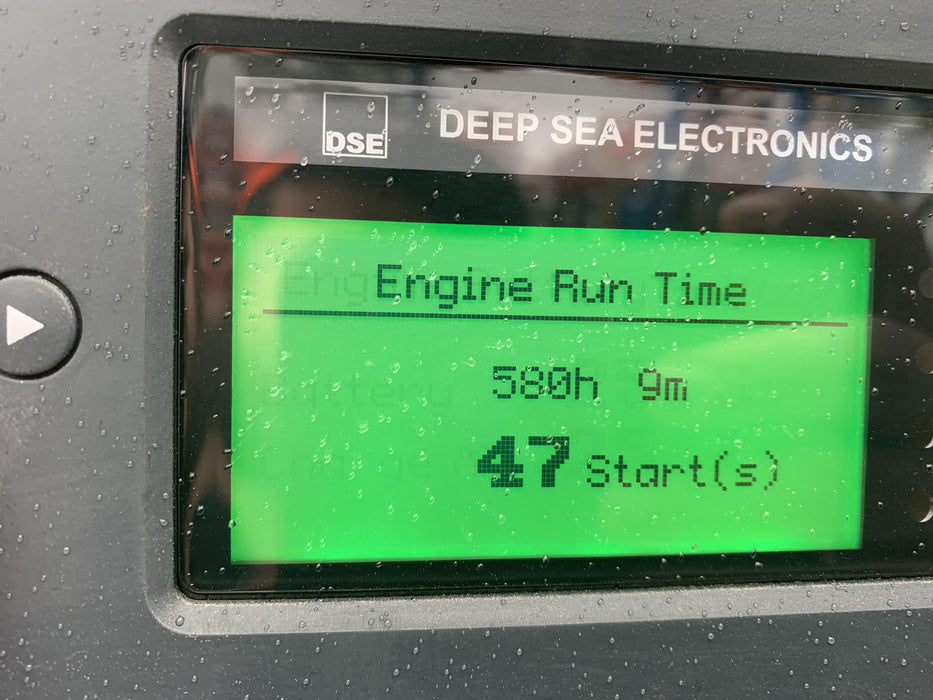 DSE DEEP SEA ELECTRONICS
Engine Run Time
580h 9m
47 Start(s)